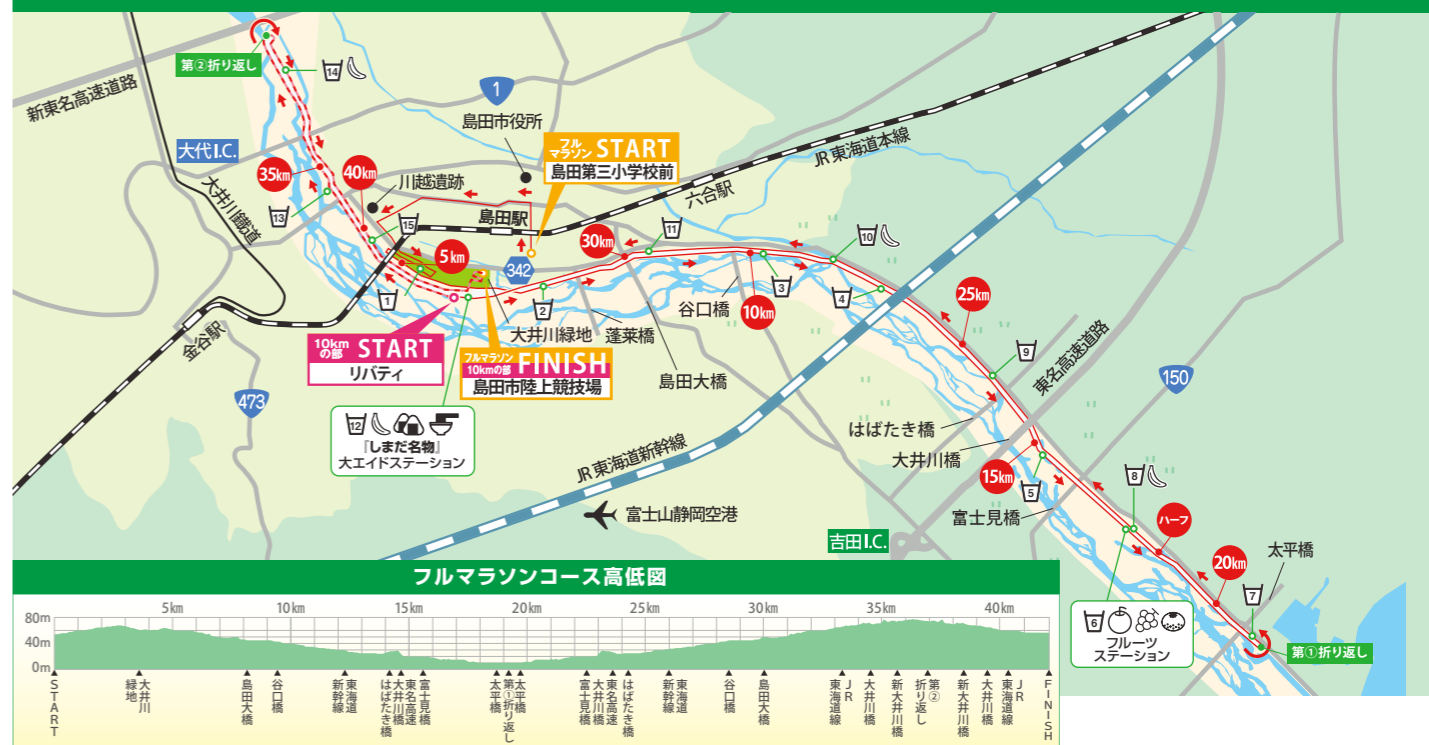 第②折り返し
14
新東名高速道路
1
島田市役所
フル
マラソン START
島田第三小学校前
JR東海道本線
大代I.C.
35km
40km
川越遺跡
六合駅
大井川鐵道
13
15
島田駅
30km
11
10
5km
342
1
2
谷口橋
10km
3
4
25km
金谷駅
大井川緑地
蓬莱橋
10km
の部 START
リバティ
フルマラソン
10kmの部 FINISH
島田市陸上競技場
島田大橋
9
東名高速道路
150
473
12
『しまだ名物』
大エイドステーション
はばたき橋
大井川橋
JR東海道新幹線
15km
5
8
富士山静岡空港
富士見橋
吉田I.C.
ハーフ
太平橋
20km
6
フルーツ
ステーション
7
第①折り返し
フルマラソンコース高低図
5km 10km 15km 20km 25km 30km 35km 40km
80m
40m
0m
START
大井川
緑地
島田大橋
谷口橋
東海道
新幹線
はばたき橋
大井川橋
東名高速
富士見橋
太平橋
第①折り返し
太平橋
富士見橋
大井川橋
東名高速
はばたき橋
東海道
新幹線
谷口橋
島田大橋
JR
東海道線
大井川橋
新大井川橋
第②
折り返し
新大井川橋
大井川橋
JR
東海道線
FINISH